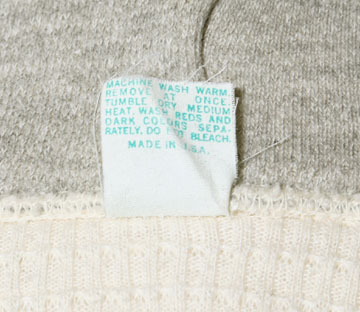 MACHINE WASH WARM.
REMOVE AT ONCE.
TUMBLE DRY MEDIUM
HEAT. WASH REDS AND
DARK COLORS SEPA-
RATELY. DO BLEACH.
MADE IN U.S.A.